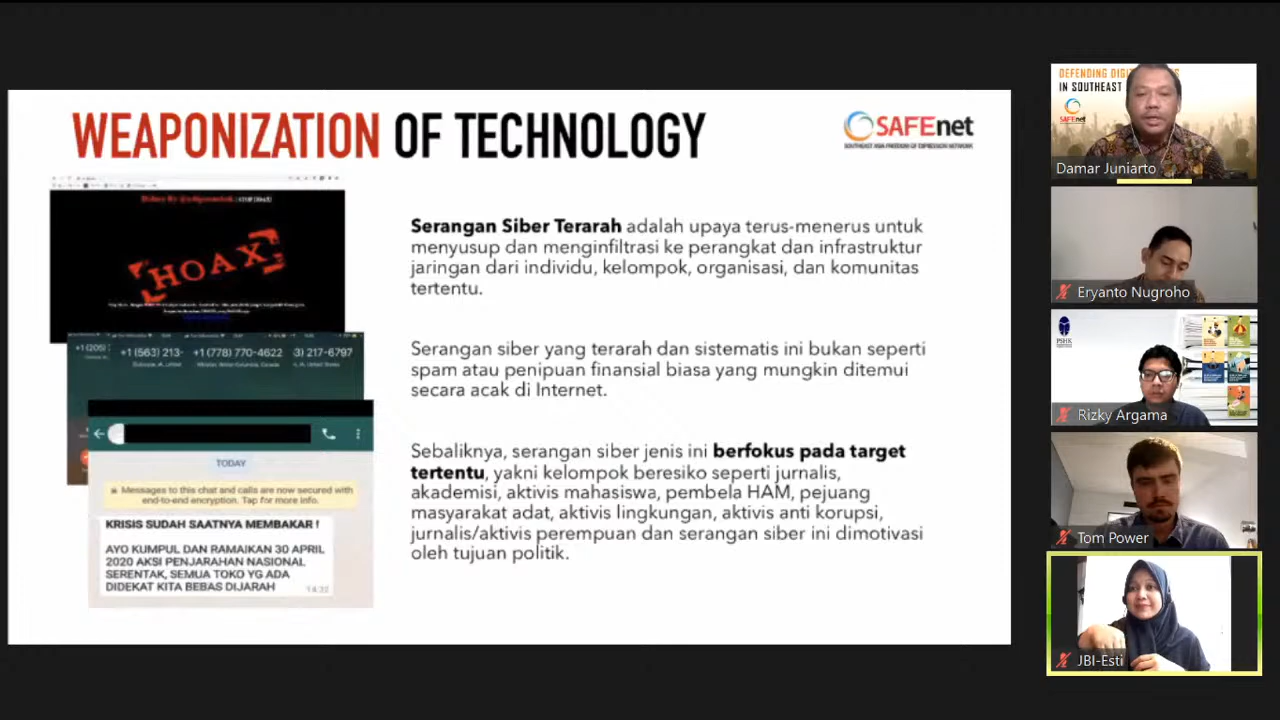 WEAPONIZATION OF TECHNOLOGY
SAFEnet
SOUTHEAST ASIA FREEDOM OF EXPRESSION NETWORK
HOAX
+1 (205)
+1 (563) 213-
+1 (778) 770-4622
3) 217-6797
TODAY
Messages to this chat and calls are now secured with
end-to-end encryption. Tap for more info.
KRISIS SUDAH SAATNYA MEMBAKAR !
AYO KUMPUL DAN RAMAIKAN 30 APRIL
2020 AKSI PENJARAHAN NASIONAL
SERENTAK, SEMUA TOKO YG ADA
DIDEKAT KITA BEBAS DIJARAH
14:32
Serangan Siber Terarah adalah upaya terus-menerus untuk
menyusup dan menginfiltrasi ke perangkat dan infrastruktur
jaringan dari individu, kelompok, organisasi, dan komunitas
tertentu.
Serangan siber yang terarah dan sistematis ini bukan seperti
spam atau penipuan finansial biasa yang mungkin ditemui
secara acak di Internet.
Sebaliknya, serangan siber jenis ini berfokus pada target
tertentu, yakni kelompok beresiko seperti jurnalis,
akademisi, aktivis mahasiswa, pembela HAM, pejuang
masyarakat adat, aktivis lingkungan, aktivis anti korupsi,
jurnalis/aktivis perempuan dan serangan siber ini dimotivasi
oleh tujuan politik.
DEFENDING
IN SOUTHEAST
SAFEnet
Damar Juniarto
Eryanto Nugroho
PSHK
Rizky Argama
Tom Power
JBI-Esti